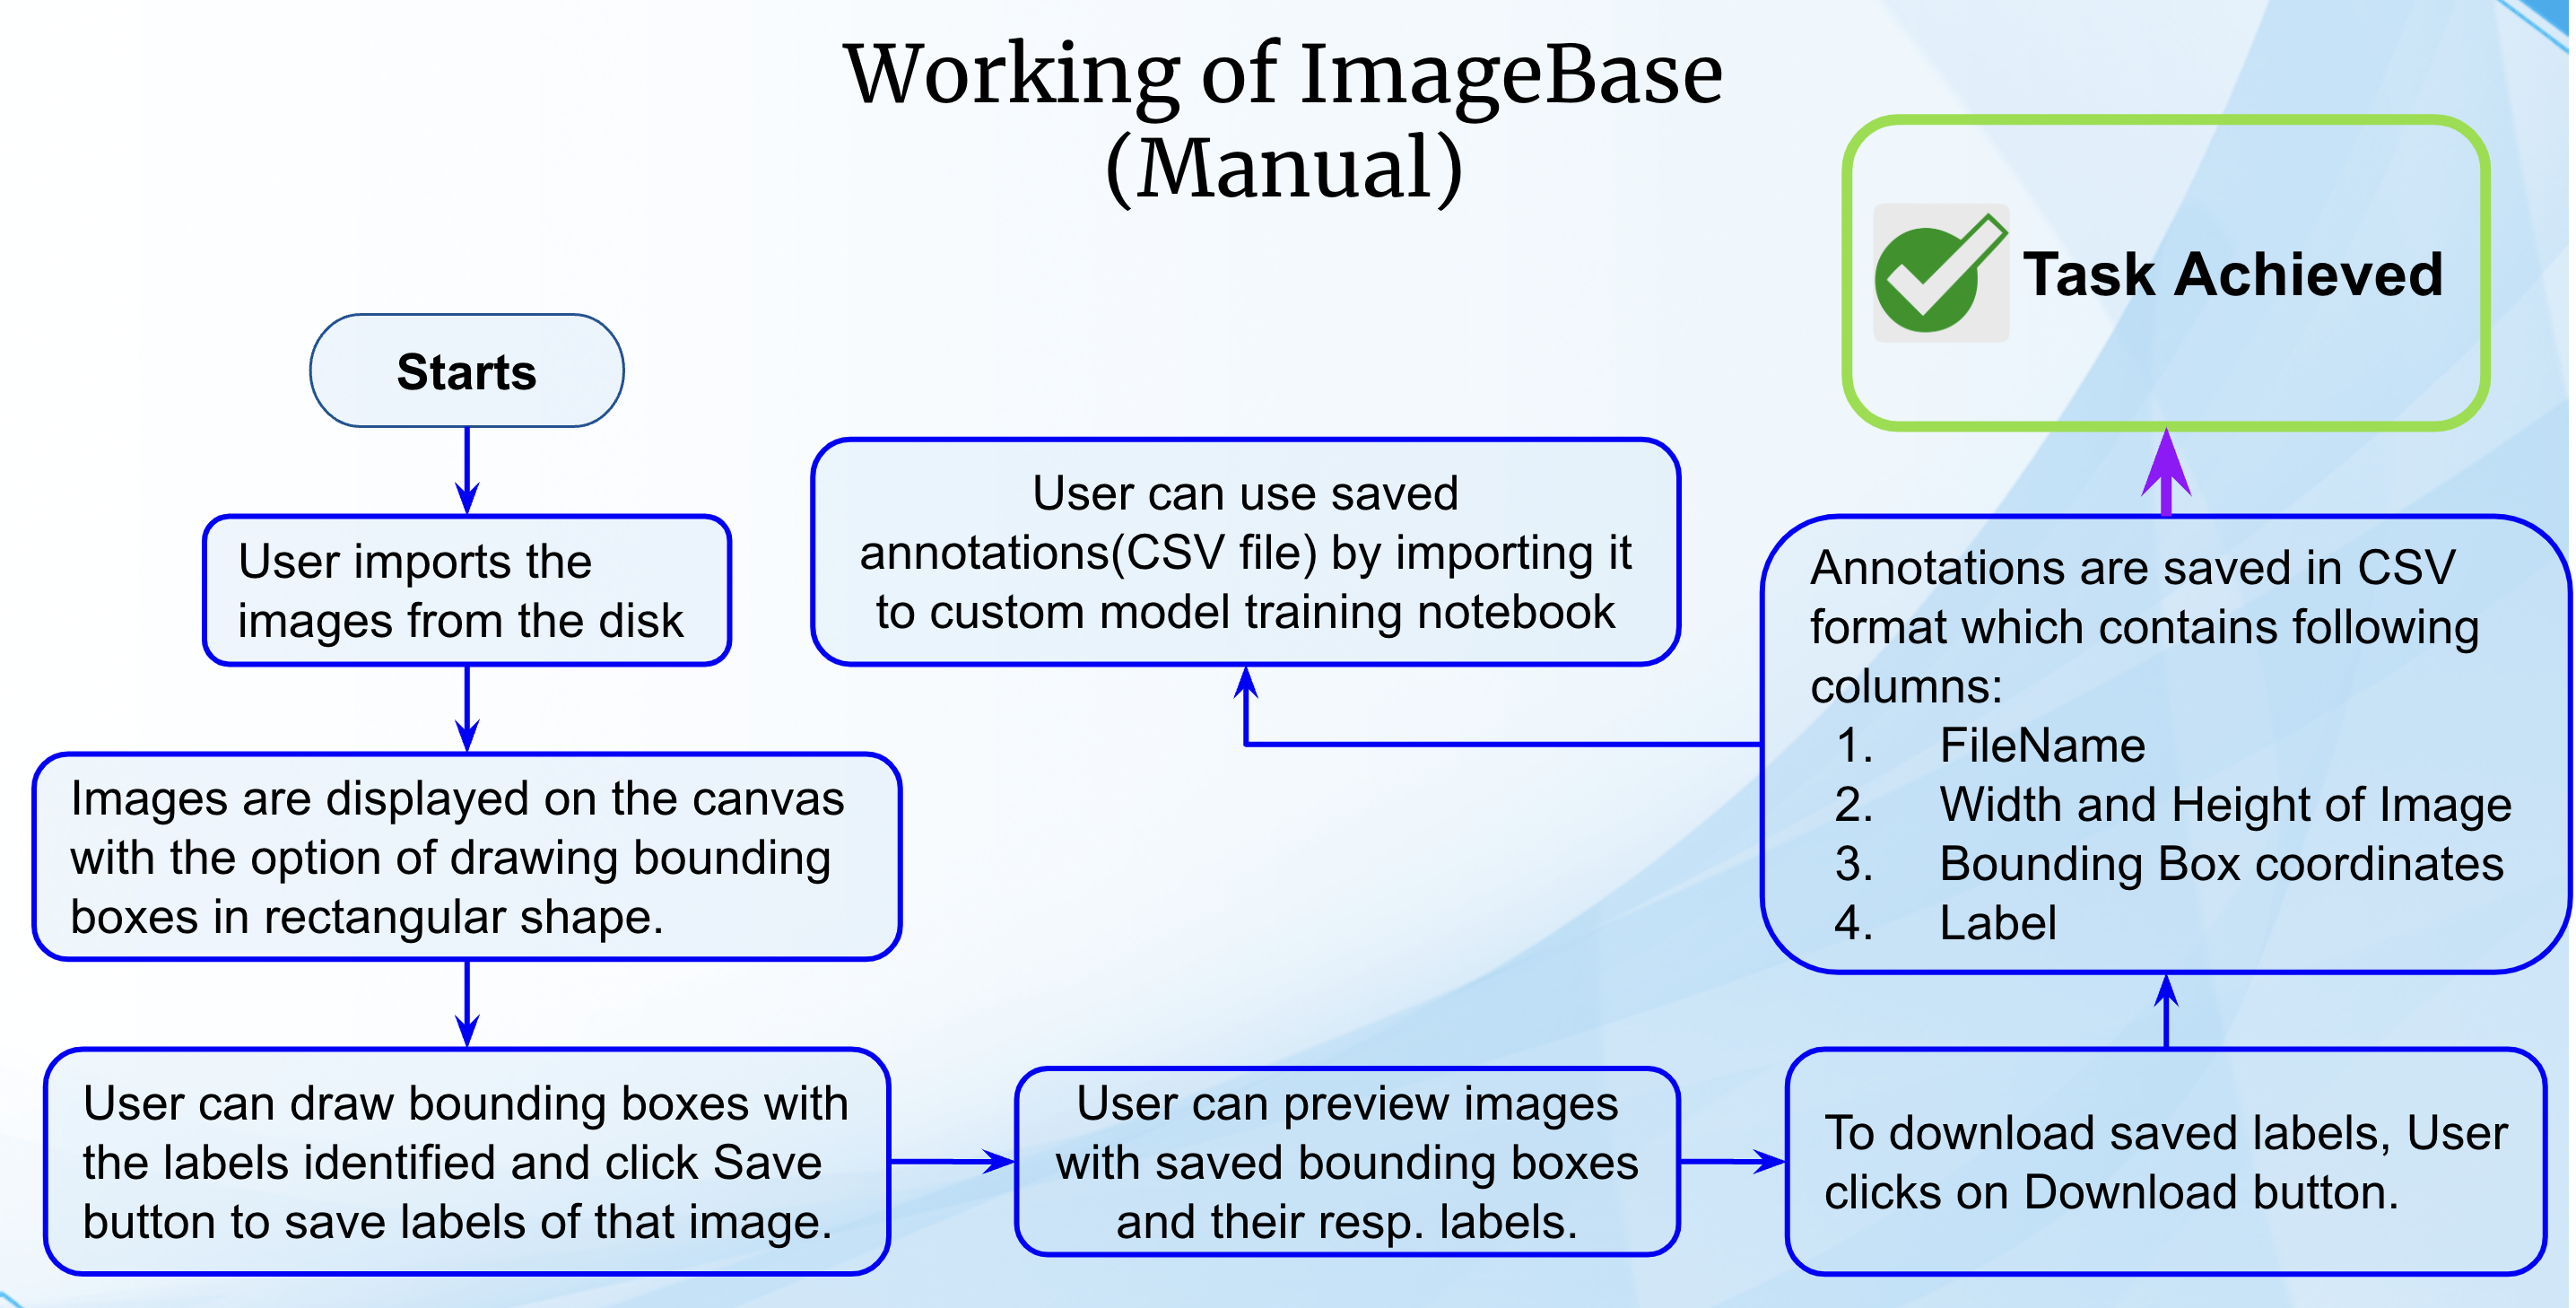 Working of ImageBase
(Manual)
Starts
User imports the
images from the disk
Images are displayed on the canvas
with the option of drawing bounding
boxes in rectangular shape.
User can draw bounding boxes with
the labels identified and click Save
button to save labels of that image.
User can preview images
with saved bounding boxes
and their resp. labels.
To download saved labels, User
clicks on Download button.
Annotations are saved in CSV
format which contains following
columns:
1. FileName
2. Width and Height of Image
3. Bounding Box coordinates
4. Label
User can use saved
annotations(CSV file) by importing it
to custom model training notebook
Task Achieved